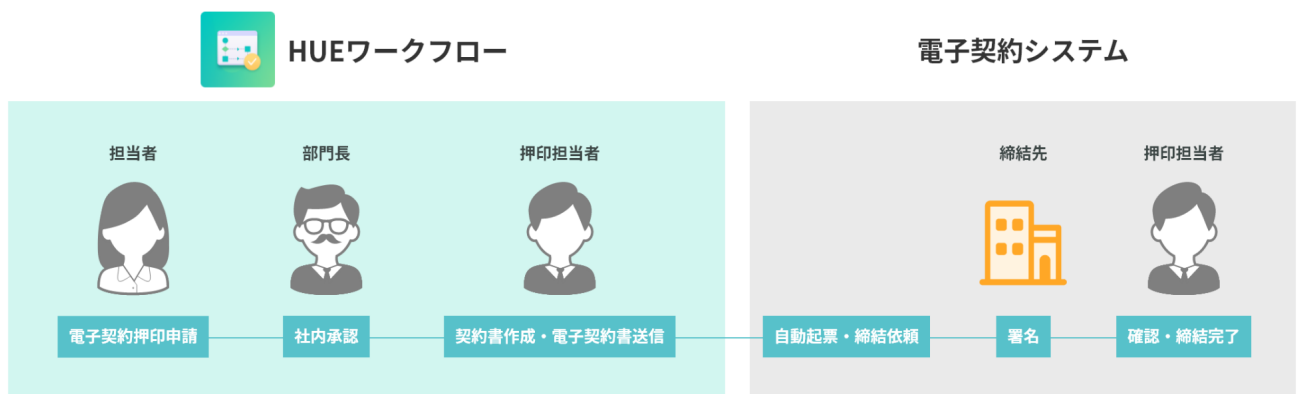 HUEワークフロー
電子契約システム
担当者
部門長
押印担当者
締結先
押印担当者
電子契約押印申請
社内承認
契約書作成・電子契約書送信
自動起票・締結依頼
署名
確認・締結完了